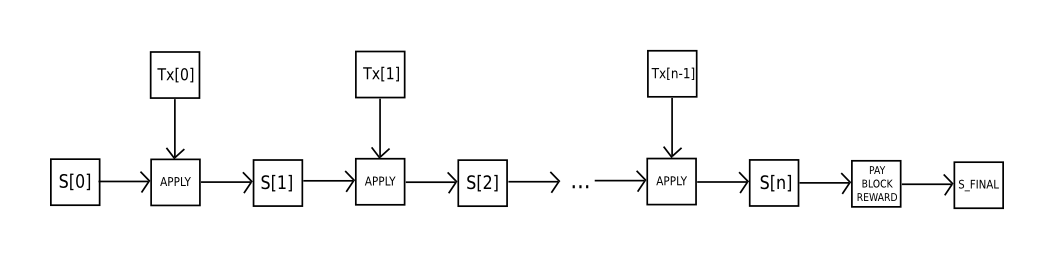 Tx[0]
Tx[1]
Tx[n-1]
S[0]
APPLY
S[1]
APPLY
S[2]
...
APPLY
S[n]
PAY
BLOCK
REWARD
S_FINAL